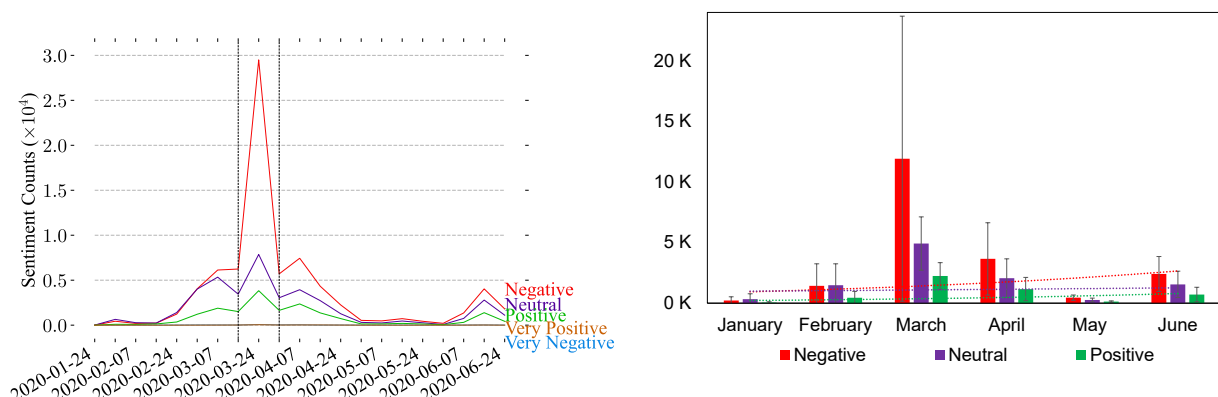 Sentiment Counts (×10⁴)
3.0
2.5
2.0
1.5
1.0
0.5
0.0
Negative
Neutral
Positive
Very Positive
Very Negative
2020-01-24
2020-02-07
2020-02-24
2020-03-07
2020-03-24
2020-04-07
2020-04-24
2020-05-07
2020-05-24
2020-06-07
2020-06-24
20 K
15 K
10 K
5 K
0 K
January February March April May June
Negative Neutral Positive